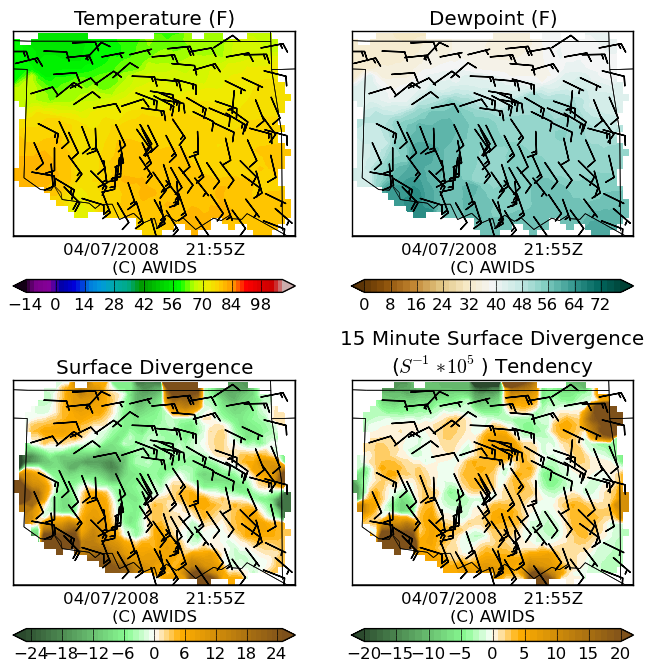 Temperature (F)
Dewpoint (F)
04/07/2008 21:55Z
(C) AWIDS
04/07/2008 21:55Z
(C) AWIDS
−14 0 14 28 42 56 70 84 98
0 8 16 24 32 40 48 56 64 72
Surface Divergence
15 Minute Surface Divergence
(S⁻¹ *10⁵ ) Tendency
04/07/2008 21:55Z
(C) AWIDS
04/07/2008 21:55Z
(C) AWIDS
−24 −18 −12 −6 0 6 12 18 24
−20 −15 −10 −5 0 5 10 15 20